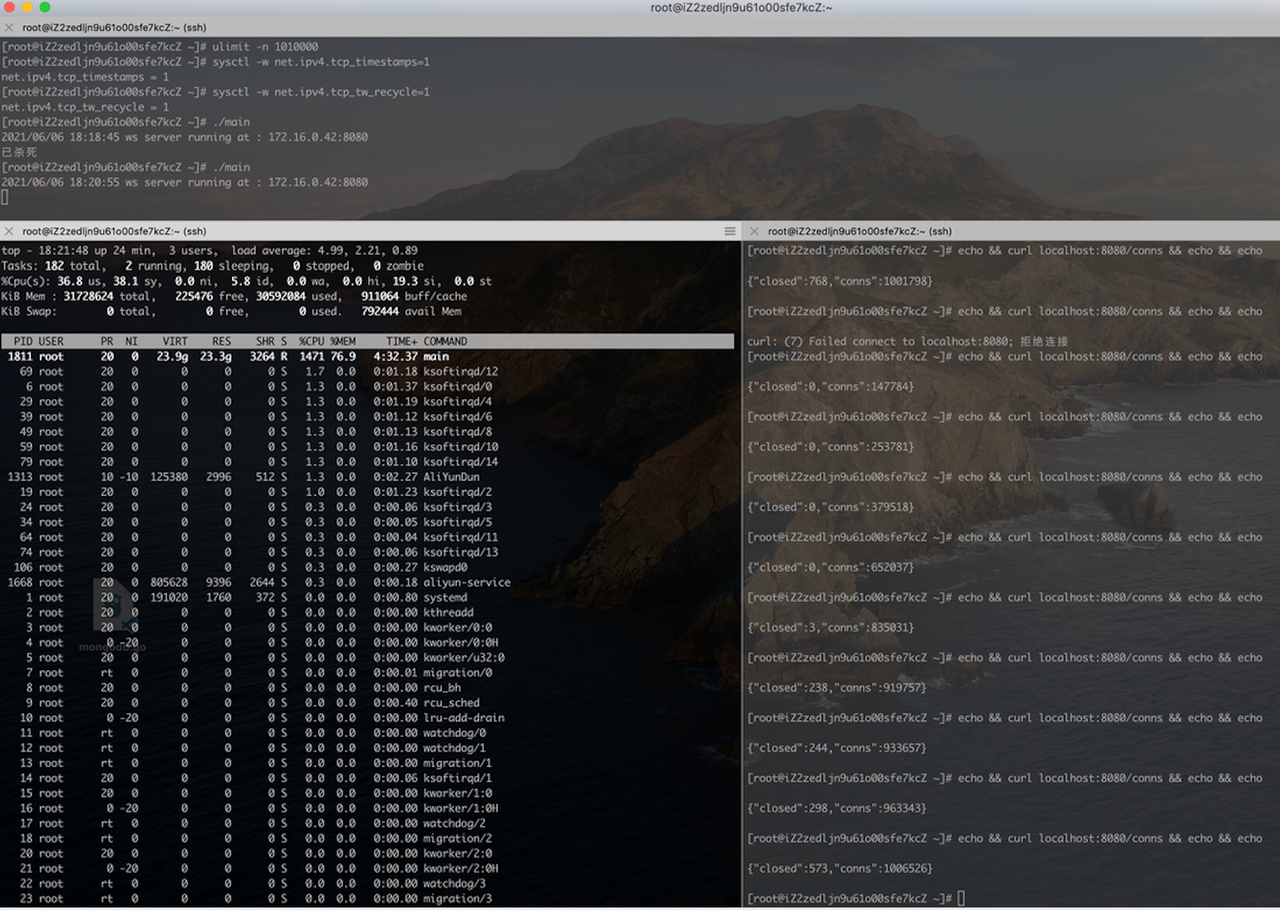 root@iZ2zedljn9u61o00sfe7kcZ:~
root@iZ2zedljn9u61o00sfe7kcZ:~ (ssh)
[root@iZ2zedljn9u61o00sfe7kcZ ~]# ulimit -n 1010000
[root@iZ2zedljn9u61o00sfe7kcZ ~]# sysctl -w net.ipv4.tcp_timestamps=1
net.ipv4.tcp_timestamps = 1
[root@iZ2zedljn9u61o00sfe7kcZ ~]# sysctl -w net.ipv4.tcp_tw_recycle=1
net.ipv4.tcp_tw_recycle = 1
[root@iZ2zedljn9u61o00sfe7kcZ ~]# ./main
2021/06/06 18:18:45 ws server running at : 172.16.0.42:8080
已杀死
[root@iZ2zedljn9u61o00sfe7kcZ ~]# ./main
2021/06/06 18:20:55 ws server running at : 172.16.0.42:8080
root@iZ2zedljn9u61o00sfe7kcZ:~ (ssh)
top - 18:21:48 up 24 min,  3 users,  load average: 4.99, 2.21, 0.89
Tasks: 182 total,   2 running, 180 sleeping,   0 stopped,   0 zombie
%Cpu(s): 36.8 us, 38.1 sy,  0.0 ni,  5.8 id,  0.0 wa,  0.0 hi, 19.3 si,  0.0 st
KiB Mem : 31728624 total,   225476 free, 30592084 used,   911064 buff/cache
KiB Swap:        0 total,        0 free,        0 used.   792444 avail Mem
PID USER PR NI VIRT RES SHR S %CPU %MEM TIME+ COMMAND
1811 root 20 0 23.9g 23.3g 3264 R 1471 76.9 4:32.37 main
69 root 20 0 0 0 0 S 1.7 0.0 0:01.18 ksoftirqd/12
6 root 20 0 0 0 0 S 1.3 0.0 0:01.37 ksoftirqd/0
29 root 20 0 0 0 0 S 1.3 0.0 0:01.19 ksoftirqd/4
39 root 20 0 0 0 0 S 1.3 0.0 0:01.12 ksoftirqd/6
49 root 20 0 0 0 0 S 1.3 0.0 0:01.13 ksoftirqd/8
59 root 20 0 0 0 0 S 1.3 0.0 0:01.16 ksoftirqd/10
79 root 20 0 0 0 0 S 1.3 0.0 0:01.10 ksoftirqd/14
1313 root 10 -10 125380 2996 512 S 1.3 0.0 0:02.27 AliYunDun
19 root 20 0 0 0 0 S 1.0 0.0 0:01.23 ksoftirqd/2
24 root 20 0 0 0 0 S 0.3 0.0 0:00.06 ksoftirqd/3
34 root 20 0 0 0 0 S 0.3 0.0 0:00.05 ksoftirqd/5
64 root 20 0 0 0 0 S 0.3 0.0 0:00.04 ksoftirqd/11
74 root 20 0 0 0 0 S 0.3 0.0 0:00.06 ksoftirqd/13
106 root 20 0 0 0 0 S 0.3 0.0 0:00.27 kswapd0
1668 root 20 0 805628 9396 2644 S 0.3 0.0 0:00.18 aliyun-service
1 root 20 0 191020 1760 372 S 0.0 0.0 0:00.80 systemd
2 root 20 0 0 0 0 S 0.0 0.0 0:00.00 kthreadd
3 root 20 0 0 0 0 S 0.0 0.0 0:00.00 kworker/0:0
4 root 0 -20 0 0 0 S 0.0 0.0 0:00.00 kworker/0:0H
5 root 20 0 0 0 0 S 0.0 0.0 0:00.00 kworker/u32:0
7 root rt 0 0 0 0 S 0.0 0.0 0:00.01 migration/0
8 root 20 0 0 0 0 S 0.0 0.0 0:00.00 rcu_bh
9 root 20 0 0 0 0 S 0.0 0.0 0:00.40 rcu_sched
10 root 0 -20 0 0 0 S 0.0 0.0 0:00.00 lru-add-drain
11 root rt 0 0 0 0 S 0.0 0.0 0:00.00 watchdog/0
12 root rt 0 0 0 0 S 0.0 0.0 0:00.00 watchdog/1
13 root rt 0 0 0 0 S 0.0 0.0 0:00.00 migration/1
14 root 20 0 0 0 0 S 0.0 0.0 0:00.06 ksoftirqd/1
15 root 20 0 0 0 0 S 0.0 0.0 0:00.00 kworker/1:0
16 root 0 -20 0 0 0 S 0.0 0.0 0:00.00 kworker/1:0H
17 root rt 0 0 0 0 S 0.0 0.0 0:00.00 watchdog/2
18 root rt 0 0 0 0 S 0.0 0.0 0:00.00 migration/2
20 root 20 0 0 0 0 S 0.0 0.0 0:00.00 kworker/2:0
21 root 0 -20 0 0 0 S 0.0 0.0 0:00.00 kworker/2:0H
22 root rt 0 0 0 0 S 0.0 0.0 0:00.00 watchdog/3
23 root rt 0 0 0 0 S 0.0 0.0 0:00.00 migration/3
root@iZ2zedljn9u61o00sfe7kcZ:~ (ssh)
[root@iZ2zedljn9u61o00sfe7kcZ ~]# echo && curl localhost:8080/conns && echo && echo
{"closed":768,"conns":1001798}
[root@iZ2zedljn9u61o00sfe7kcZ ~]# echo && curl localhost:8080/conns && echo && echo
curl: (7) Failed connect to localhost:8080; 拒绝连接
[root@iZ2zedljn9u61o00sfe7kcZ ~]# echo && curl localhost:8080/conns && echo && echo
{"closed":0,"conns":147784}
[root@iZ2zedljn9u61o00sfe7kcZ ~]# echo && curl localhost:8080/conns && echo && echo
{"closed":0,"conns":253781}
[root@iZ2zedljn9u61o00sfe7kcZ ~]# echo && curl localhost:8080/conns && echo && echo
{"closed":0,"conns":379518}
[root@iZ2zedljn9u61o00sfe7kcZ ~]# echo && curl localhost:8080/conns && echo && echo
{"closed":0,"conns":652037}
[root@iZ2zedljn9u61o00sfe7kcZ ~]# echo && curl localhost:8080/conns && echo && echo
{"closed":3,"conns":835031}
[root@iZ2zedljn9u61o00sfe7kcZ ~]# echo && curl localhost:8080/conns && echo && echo
{"closed":238,"conns":919757}
[root@iZ2zedljn9u61o00sfe7kcZ ~]# echo && curl localhost:8080/conns && echo && echo
{"closed":244,"conns":933657}
[root@iZ2zedljn9u61o00sfe7kcZ ~]# echo && curl localhost:8080/conns && echo && echo
{"closed":298,"conns":963343}
[root@iZ2zedljn9u61o00sfe7kcZ ~]# echo && curl localhost:8080/conns && echo && echo
{"closed":573,"conns":1006526}
[root@iZ2zedljn9u61o00sfe7kcZ ~]#